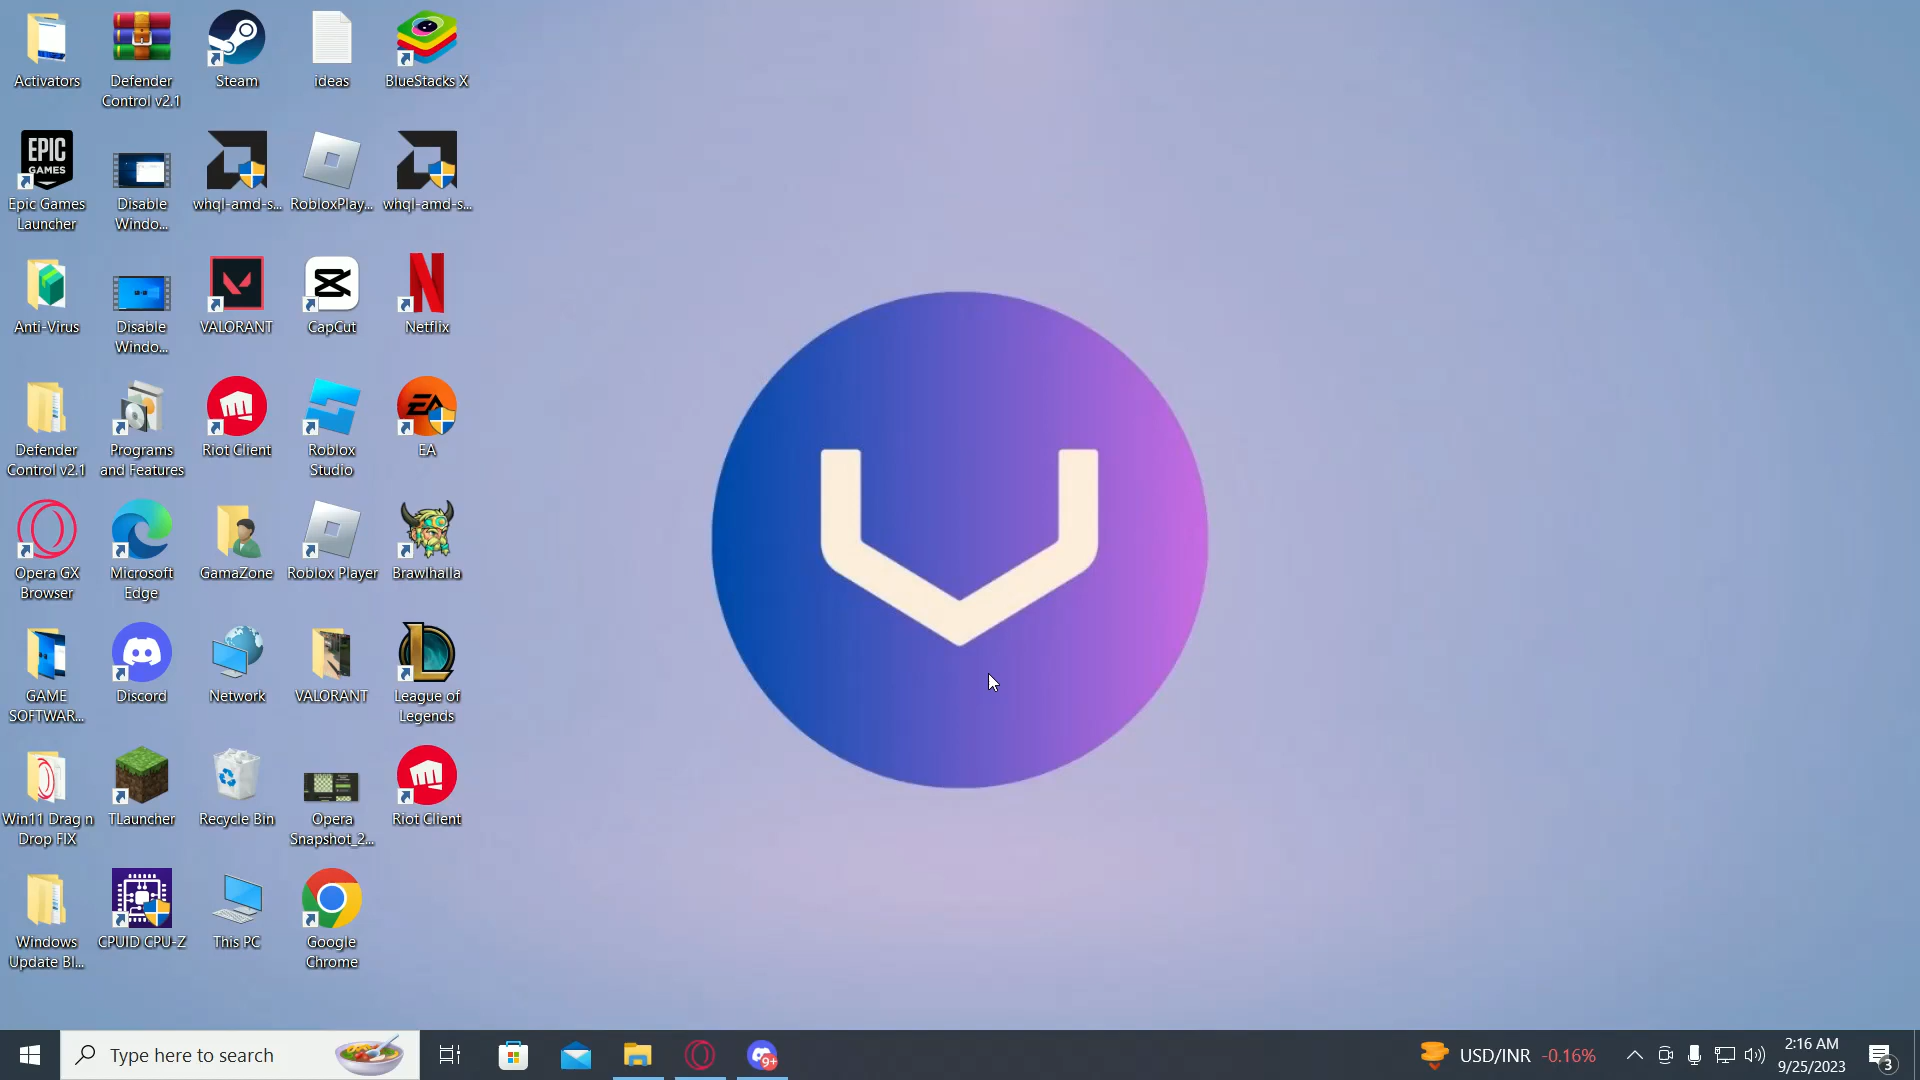 Activators
Defender
Control v2.1
Steam
ideas
BlueStacks X
EPIC
GAMES
Epic Games
Launcher
Disable
Windo...
whql-amd-s...
RobloxPlay...
whql-amd-s...
Anti-Virus
Disable
Windo...
VALORANT
CapCut
Netflix
Defender
Control v2.1
Programs
and Features
Riot Client
Roblox
Studio
EA
EA
Opera GX
Browser
Microsoft
Edge
GamaZone
Roblox Player
Brawlhalla
GAME
SOFTWAR...
Discord
Network
VALORANT
League of
Legends
Win11 Drag n
Drop FIX
TLauncher
Recycle Bin
Opera
Snapshot_2...
Riot Client
Windows
Update Bl...
CPUID CPU-Z
This PC
Google
Chrome
Type here to search
9+
USD/INR -0.16%
2:16 AM
9/25/2023
3